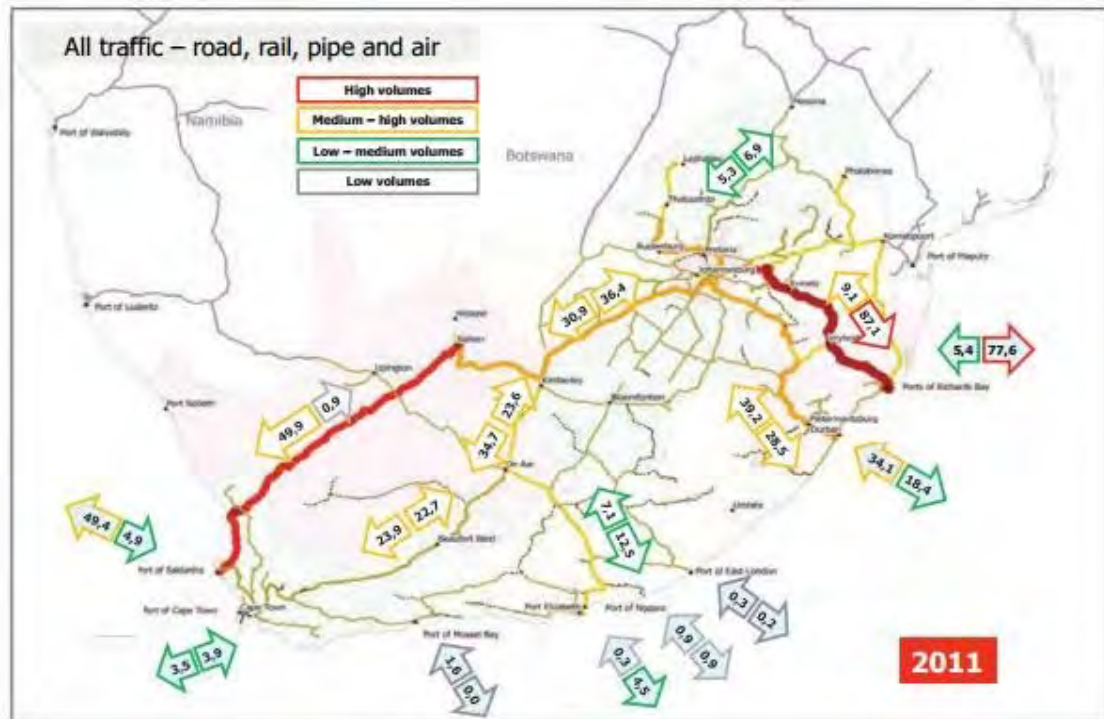 All traffic – road, rail, pipe and air
High volumes
Medium – high volumes
Low – medium volumes
Low volumes
Namibia
Botswana
Port of Walvisbay
Port of Luderitz
Port Nolloth
Upington
Kimberley
Bloemfontein
De Aar
Beaufort West
Musina
Lephalale
Thabazimbi
Phalaborwa
Komatipoort
Port of Maputo
Rustenburg
Pretoria
Johannesburg
Ermelo
Vryheid
Ports of Richards Bay
Pietermaritzburg
Durban
Umtata
Port of East London
Port of Ngqura
Port Elizabeth
Port of Mossel Bay
Cape Town
Port of Cape Town
Port of Saldanha
5,3 6,9
30,9 36,4
9,1 87,1
5,4 77,6
49,9 0,9
34,7 23,6
39,2 28,5
34,1 18,4
49,4 4,9
23,9 22,7
7,1 12,5
0,3 0,2
0,9 0,9
0,3 4,5
3,5 3,9
1,6 0,0
2011